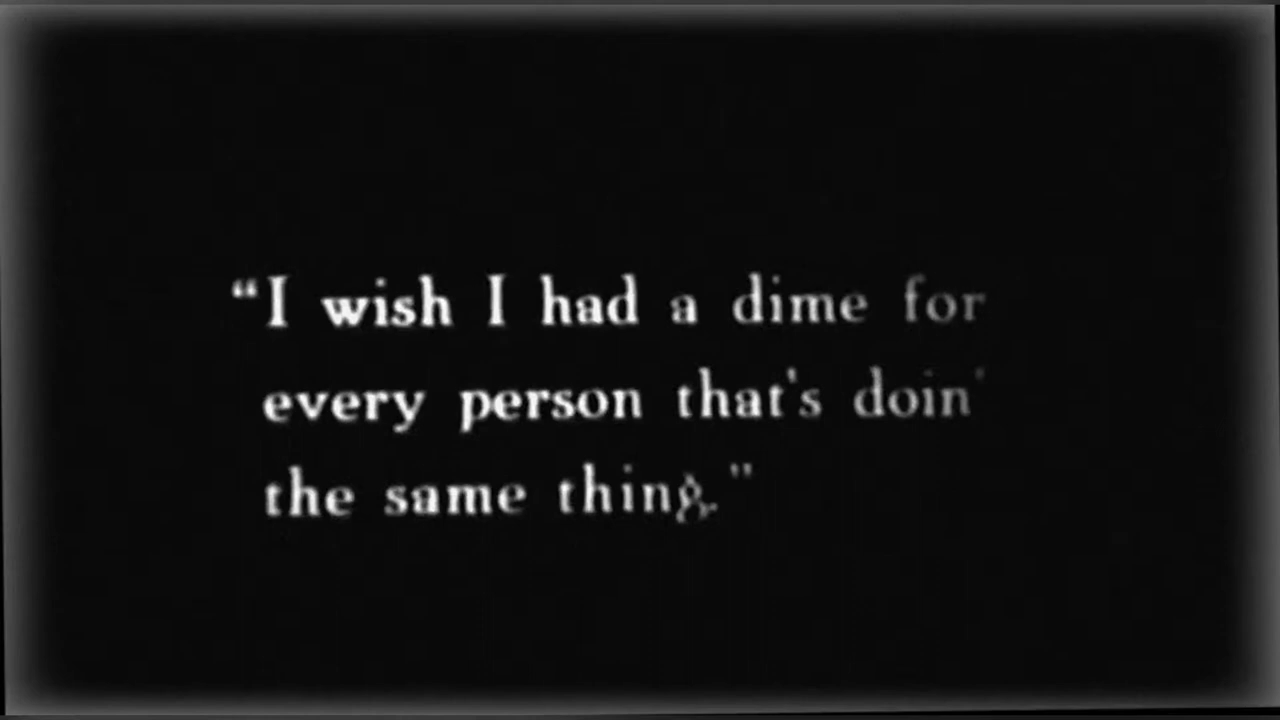 “I wish I had a dime for
every person that's doin'
the same thing."